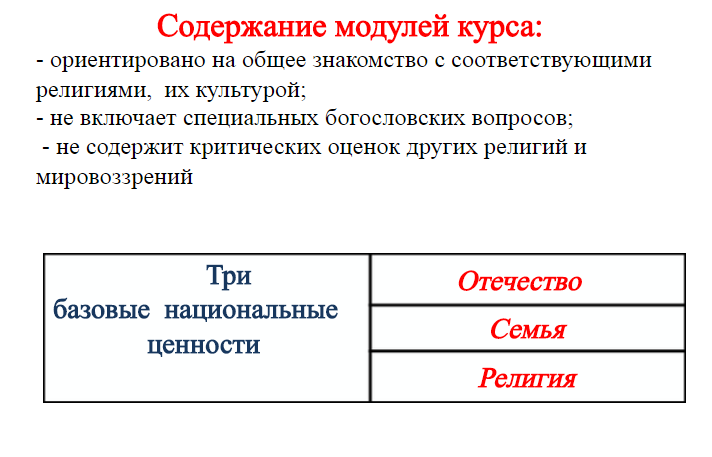 Содержание модулей курса:
- ориентировано на общее знакомство с соответствующими
религиями, их культурой;
- не включает специальных богословских вопросов;
- не содержит критических оценок других религий и
мировоззрений
Три
базовые национальные
ценности
Отечество
Семья
Религия